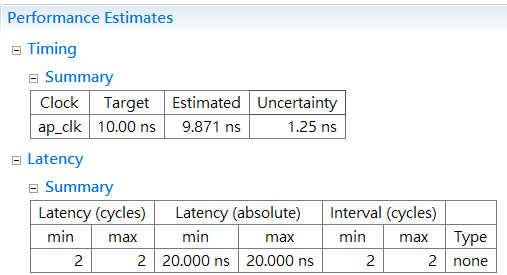 Performance Estimates
Timing
Summary
Clock Target Estimated Uncertainty
ap_clk 10.00 ns 9.871 ns 1.25 ns
Latency
Summary
Latency (cycles) Latency (absolute) Interval (cycles)
min max min max min max Type
2 2 20.000 ns 20.000 ns 2 2 none